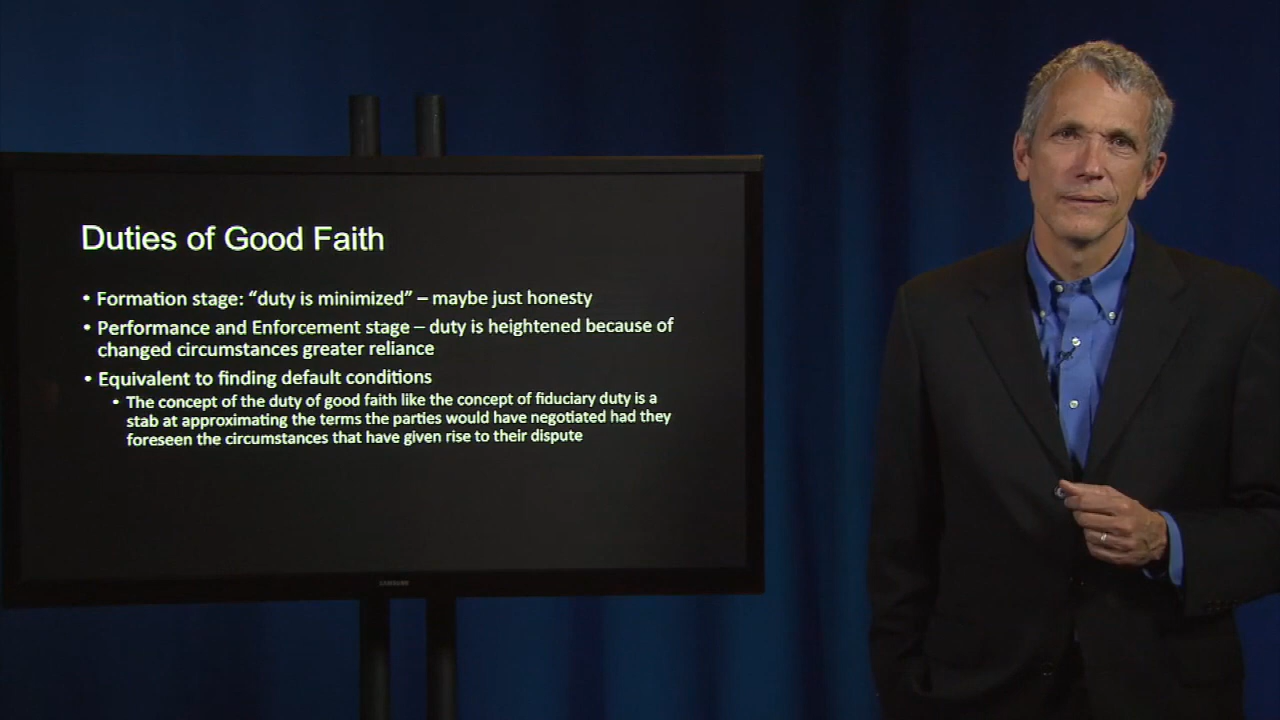 Duties of Good Faith
• Formation stage: “duty is minimized” – maybe just honesty
• Performance and Enforcement stage – duty is heightened because of
changed circumstances greater reliance
• Equivalent to finding default conditions
• The concept of the duty of good faith like the concept of fiduciary duty is a
stab at approximating the terms the parties would have negotiated had they
foreseen the circumstances that have given rise to their dispute
SAMSUNG